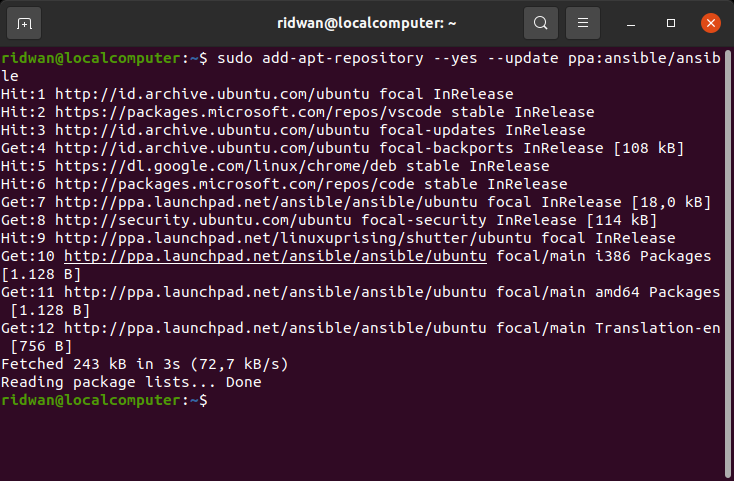 ridwan@localcomputer: ~
ridwan@localcomputer:~$ sudo add-apt-repository --yes --update ppa:ansible/ansib
le
Hit:1 http://id.archive.ubuntu.com/ubuntu focal InRelease
Hit:2 https://packages.microsoft.com/repos/vscode stable InRelease
Hit:3 http://id.archive.ubuntu.com/ubuntu focal-updates InRelease
Get:4 http://id.archive.ubuntu.com/ubuntu focal-backports InRelease [108 kB]
Hit:5 https://dl.google.com/linux/chrome/deb stable InRelease
Hit:6 http://packages.microsoft.com/repos/code stable InRelease
Get:7 http://ppa.launchpad.net/ansible/ansible/ubuntu focal InRelease [18,0 kB]
Get:8 http://security.ubuntu.com/ubuntu focal-security InRelease [114 kB]
Hit:9 http://ppa.launchpad.net/linuxuprising/shutter/ubuntu focal InRelease
Get:10 http://ppa.launchpad.net/ansible/ansible/ubuntu focal/main i386 Packages
[1.128 B]
Get:11 http://ppa.launchpad.net/ansible/ansible/ubuntu focal/main amd64 Packages
 [1.128 B]
Get:12 http://ppa.launchpad.net/ansible/ansible/ubuntu focal/main Translation-en
 [756 B]
Fetched 243 kB in 3s (72,7 kB/s)
Reading package lists... Done
ridwan@localcomputer:~$